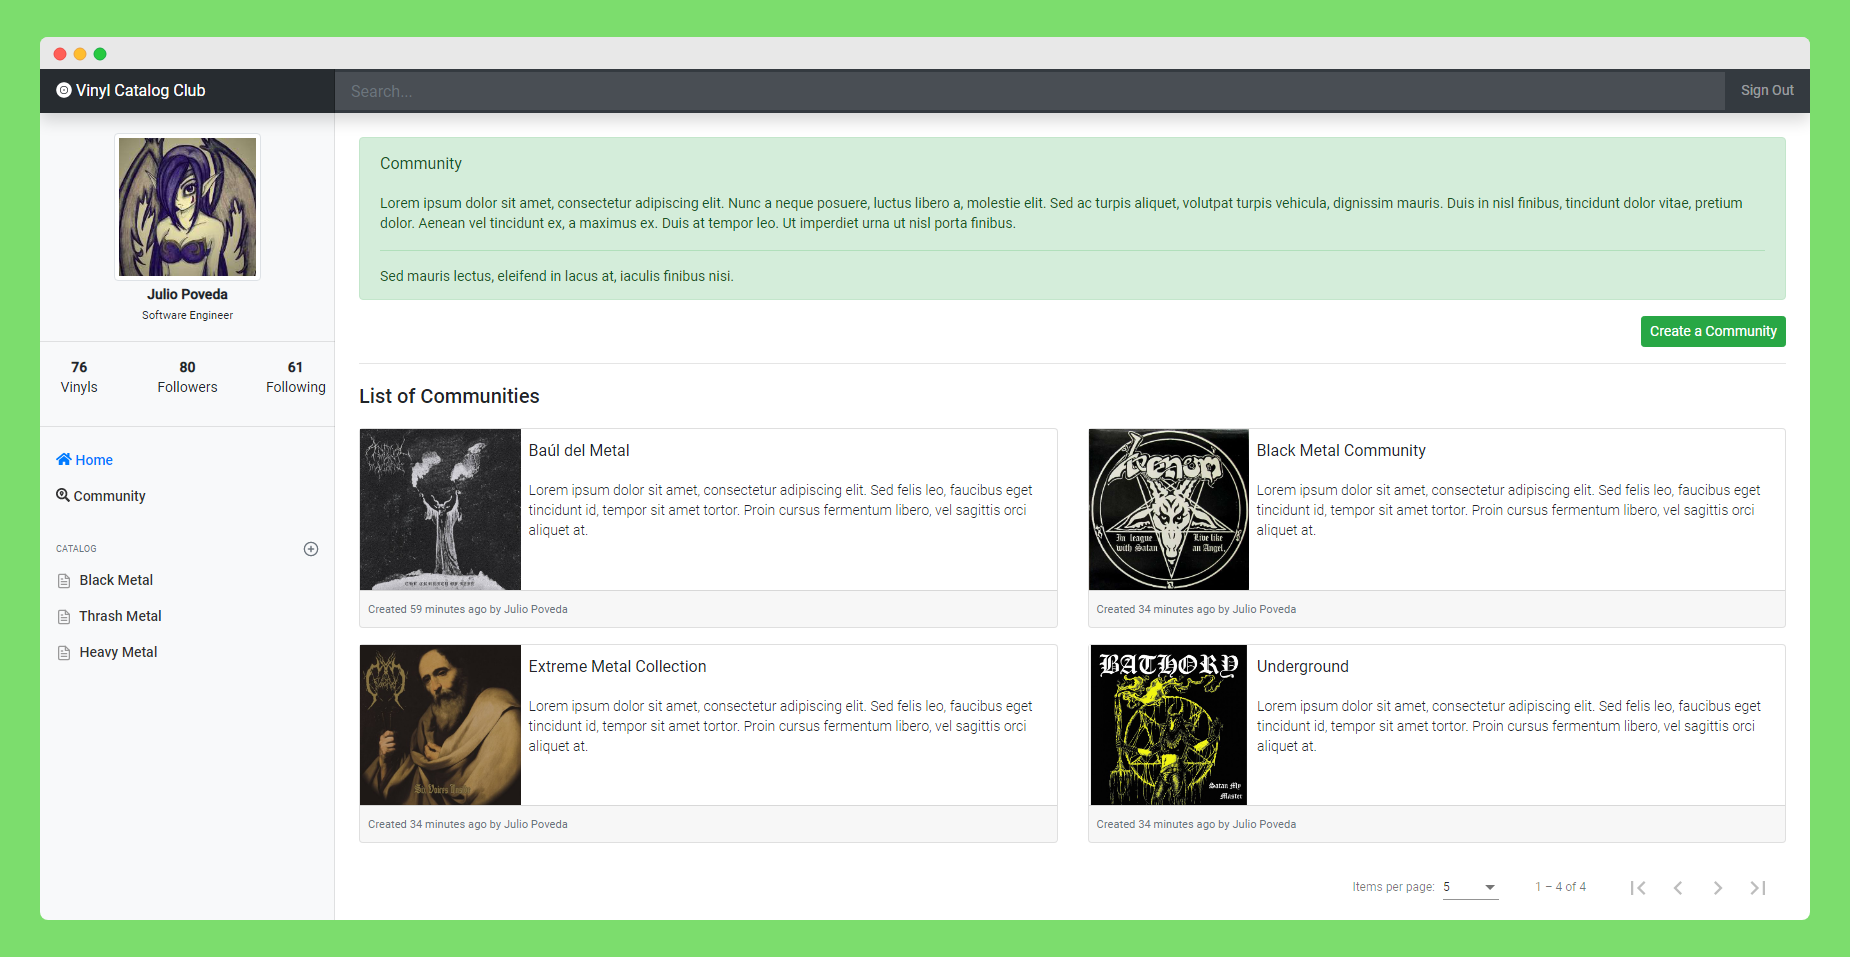 Vinyl Catalog Club
Search...
Sign Out
Julio Poveda
Software Engineer
76
Vinyls
80
Followers
61
Following
Home
Community
CATALOG
Black Metal
Thrash Metal
Heavy Metal
Community
Lorem ipsum dolor sit amet, consectetur adipiscing elit. Nunc a neque posuere, luctus libero a, molestie elit. Sed ac turpis aliquet, volutpat turpis vehicula, dignissim mauris. Duis in nisl finibus, tincidunt dolor vitae, pretium
dolor. Aenean vel tincidunt ex, a maximus ex. Duis at tempor leo. Ut imperdiet urna ut nisl porta finibus.
Sed mauris lectus, eleifend in lacus at, iaculis finibus nisi.
Create a Community
List of Communities
Baúl del Metal
Lorem ipsum dolor sit amet, consectetur adipiscing elit. Sed felis leo, faucibus eget
tincidunt id, tempor sit amet tortor. Proin cursus fermentum libero, vel sagittis orci
aliquet at.
Created 59 minutes ago by Julio Poveda
Venom
In league
with Satan
Live like
an Angel,
Black Metal Community
Lorem ipsum dolor sit amet, consectetur adipiscing elit. Sed felis leo, faucibus eget
tincidunt id, tempor sit amet tortor. Proin cursus fermentum libero, vel sagittis orci
aliquet at.
Created 34 minutes ago by Julio Poveda
Extreme Metal Collection
Lorem ipsum dolor sit amet, consectetur adipiscing elit. Sed felis leo, faucibus eget
tincidunt id, tempor sit amet tortor. Proin cursus fermentum libero, vel sagittis orci
aliquet at.
Created 34 minutes ago by Julio Poveda
BATHORY
Satan My
Master
Underground
Lorem ipsum dolor sit amet, consectetur adipiscing elit. Sed felis leo, faucibus eget
tincidunt id, tempor sit amet tortor. Proin cursus fermentum libero, vel sagittis orci
aliquet at.
Created 34 minutes ago by Julio Poveda
Items per page: 5
1 – 4 of 4